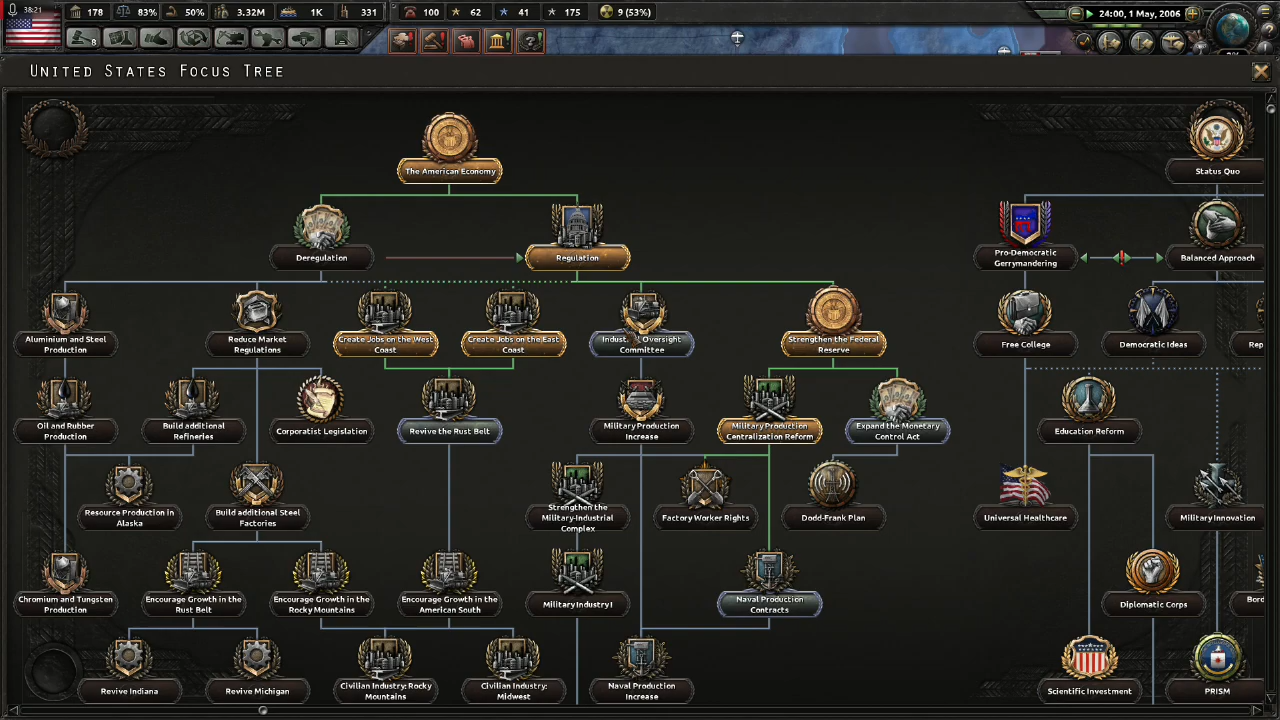 38:21
178
83%
50%
3.32M
1K
331
100
62
41
175
9 (53%)
24:00, 1 May, 2006
8
United States Focus Tree
The American Economy
Status Quo
Deregulation
Regulation
Pro-Democratic
Gerrymandering
Balanced Approach
Aluminium and Steel
Production
Reduce Market
Regulations
Create Jobs on the West
Coast
Create Jobs on the East
Coast
Industrial Oversight
Committee
Strengthen the Federal
Reserve
Free College
Democratic Ideas
Rep
Oil and Rubber
Production
Build additional
Refineries
Corporatist Legislation
Revive the Rust Belt
Military Production
Increase
Military Production
Centralization Reform
Expand the Monetary
Control Act
Education Reform
Resource Production in
Alaska
Build additional Steel
Factories
Strengthen the
Military-Industrial
Complex
Factory Worker Rights
Dodd-Frank Plan
Universal Healthcare
Military Innovation
Chromium and Tungsten
Production
Encourage Growth in the
Rust Belt
Encourage Growth in the
Rocky Mountains
Encourage Growth in the
American South
Military Industry I
Naval Production
Contracts
Diplomatic Corps
Bord
Revive Indiana
Revive Michigan
Civilian Industry: Rocky
Mountains
Civilian Industry:
Midwest
Naval Production
Increase
Scientific Investment
PRISM